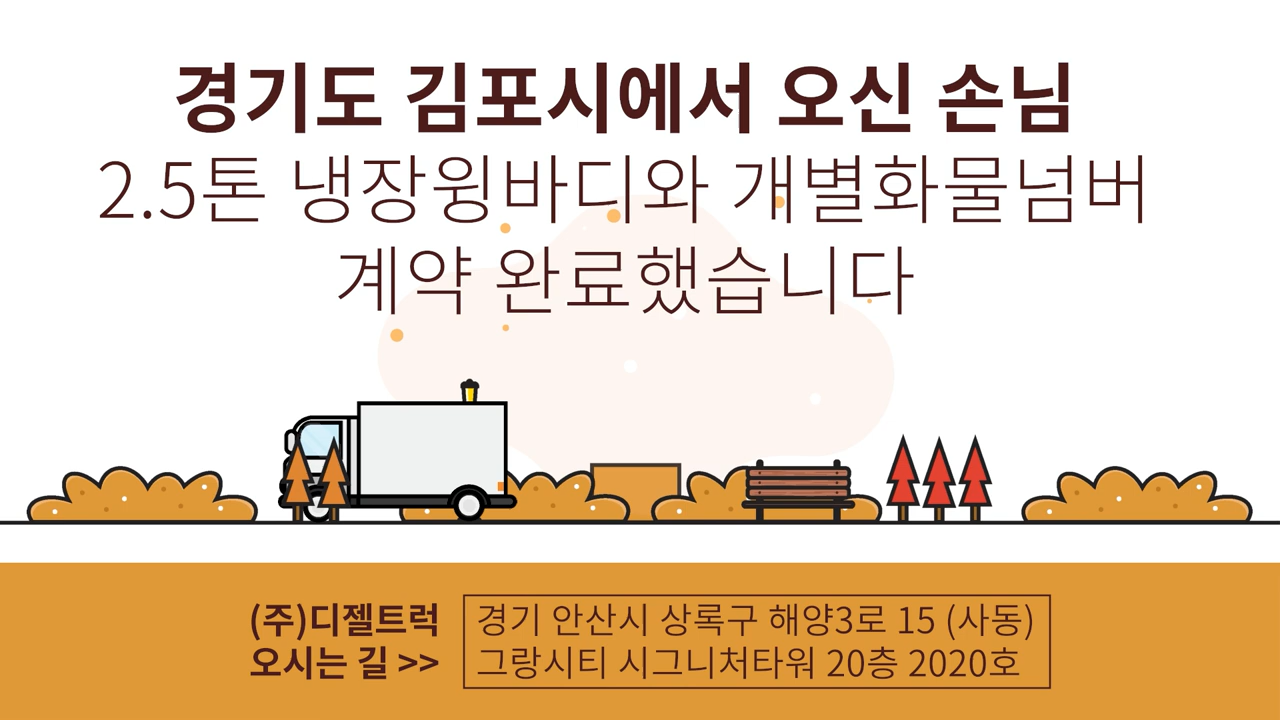 경기도 김포시에서 오신 손님
2.5톤 냉장윙바디와 개별화물넘버
계약 완료했습니다
(주)디젤트럭
오시는 길 >>
경기 안산시 상록구 해양3로 15 (사동)
그랑시티 시그니처타워 20층 2020호